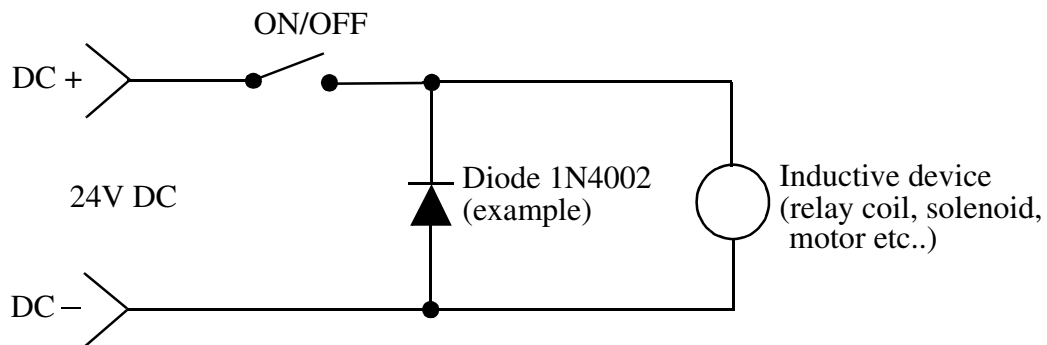 ON/OFF
DC +
24V DC
Diode 1N4002
(example)
Inductive device
(relay coil, solenoid,
motor etc..)
DC –